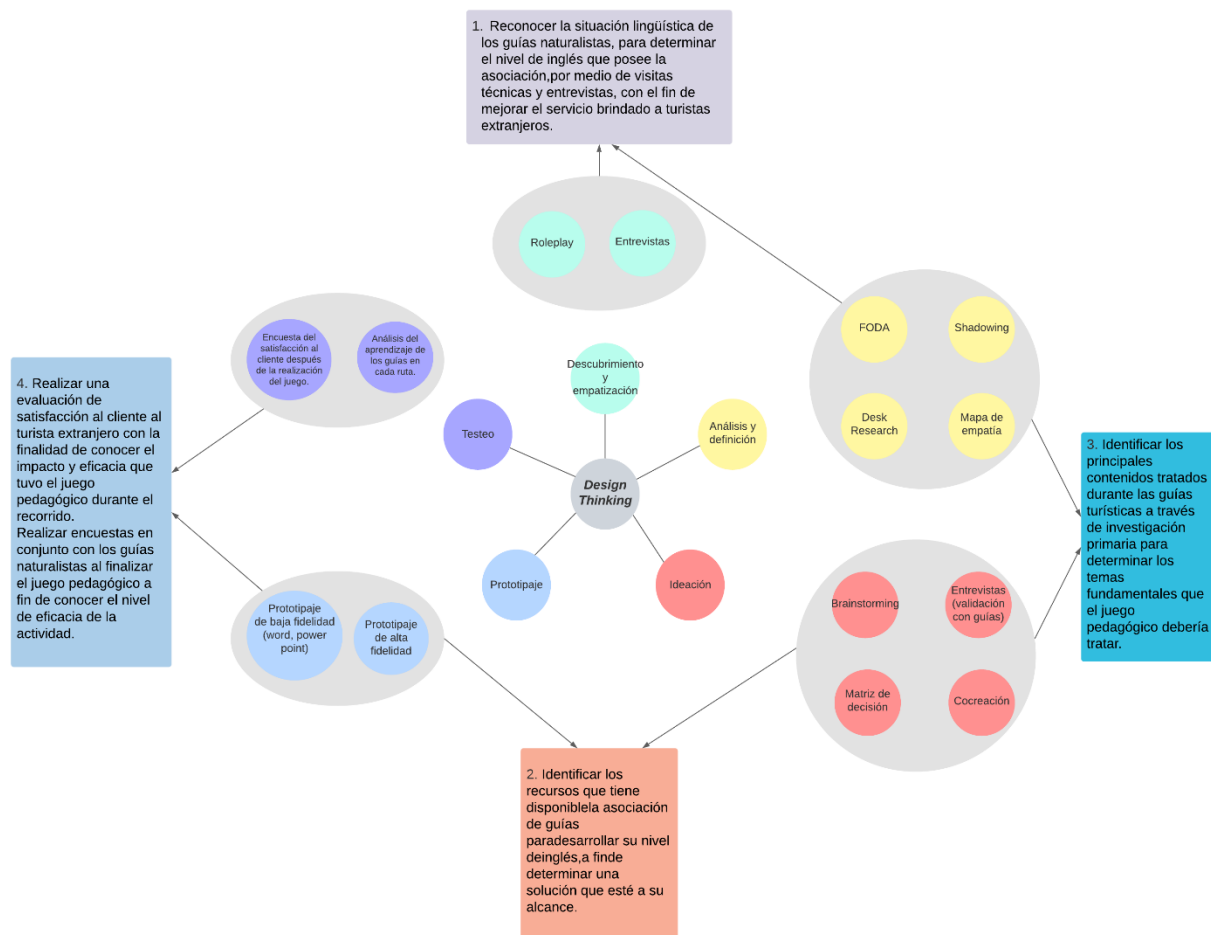 1. Reconocer la situación lingüística de
los guías naturalistas, para determinar
el nivel de inglés que posee la
asociación,por medio de visitas
técnicas y entrevistas, con el fin de
mejorar el servicio brindado a turistas
extranjeros.
Roleplay
Entrevistas
FODA
Shadowing
Desk
Research
Mapa de
empatía
Encuesta del
satisfacción al
cliente después
de la realización
del juego.
Análisis del
aprendizaje de
los guías en
cada ruta.
Descubrimiento
y
empatización
Testeo
Análisis y
definición
Design
Thinking
Prototipaje
Ideación
4. Realizar una
evaluación de
satisfacción al cliente al
turista extranjero con la
finalidad de conocer el
impacto y eficacia que
tuvo el juego
pedagógico durante el
recorrido.
Realizar encuestas en
conjunto con los guías
naturalistas al finalizar
el juego pedagógico a
fin de conocer el nivel
de eficacia de la
actividad.
3. Identificar los
principales
contenidos tratados
durante las guías
turísticas a través
de investigación
primaria para
determinar los
temas
fundamentales que
el juego
pedagógico debería
tratar.
Brainstorming
Entrevistas
(validación
con guías)
Matriz de
decisión
Cocreación
Prototipaje
de baja fidelidad
(word, power
point)
Prototipaje
de alta
fidelidad
2. Identificar los
recursos que tiene
disponiblela asociación
de guías
paradesarrollar su nivel
deinglés,a finde
determinar una
solución que esté a su
alcance.